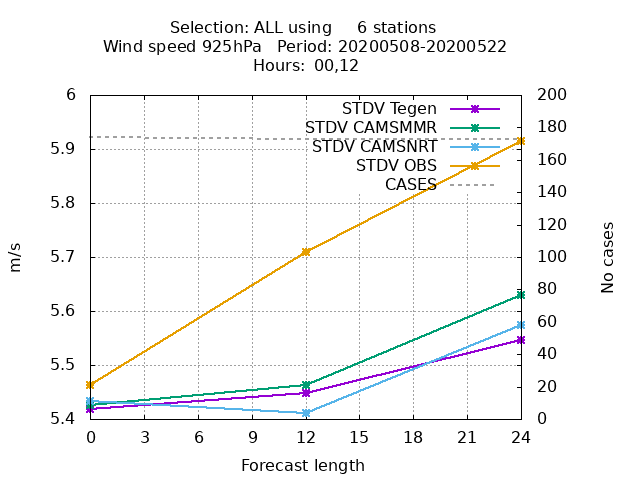 Selection: ALL using     6 stations
Wind speed 925hPa   Period: 20200508-20200522
Hours:  00,12
STDV Tegen
STDV CAMSMMR
STDV CAMSNRT
STDV OBS
CASES
m/s
6
5.9
5.8
5.7
5.6
5.5
5.4
200
180
160
140
120
100
80
60
40
20
0
No cases
0 3 6 9 12 15 18 21 24
Forecast length